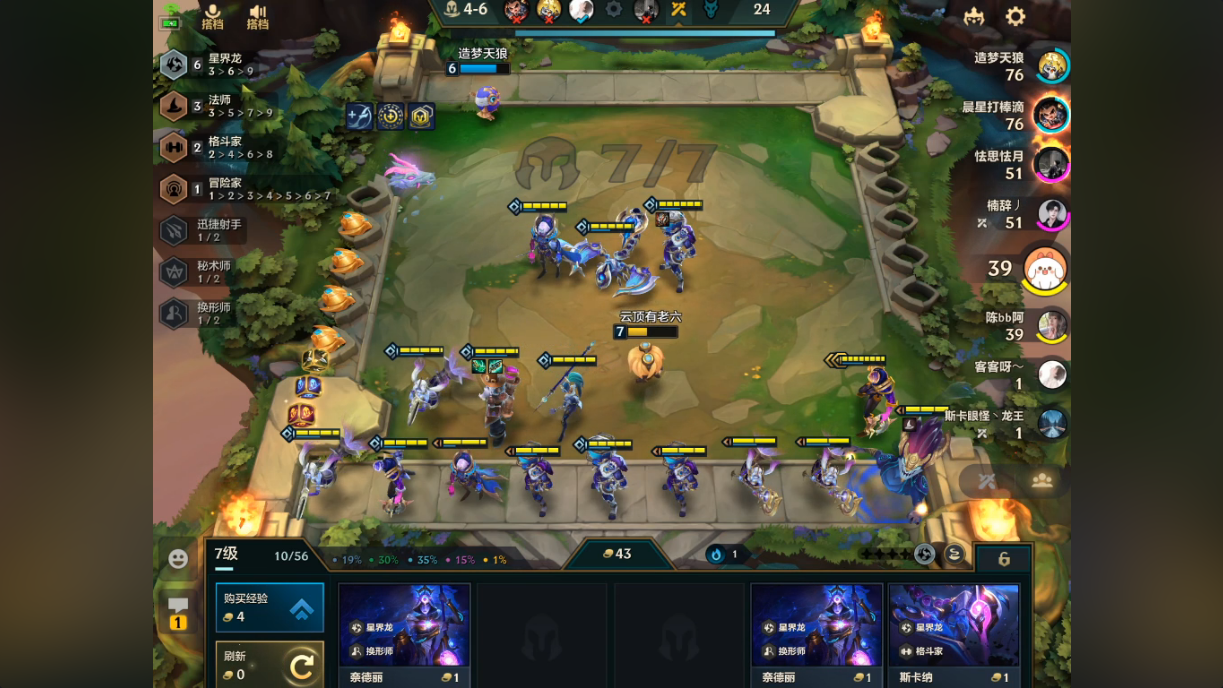 搭档
搭档
4-6
24
6 星界龙
3 > 6 > 9
3 法师
3 > 5 > 7 > 9
2 格斗家
2 > 4 > 6 > 8
1 冒险家
1 > 2 > 3 > 4 > 5 > 6 > 7
迅捷射手
1 / 2
秘术师
1 / 2
换形师
1 / 2
造梦天狼
6
7/7
云顶有老六
7
造梦天狼
76
晨星打棒滴
76
怯思怯月
51
楠辞丿
51
39
陈bb阿
39
客客呀～
1
斯卡眼怪丶龙王
1
7级
10/56
19%
30%
35%
15%
1%
43
1
购买经验
4
刷新
0
1
星界龙
换形师
奈德丽
1
星界龙
换形师
奈德丽
1
星界龙
格斗家
斯卡纳
1